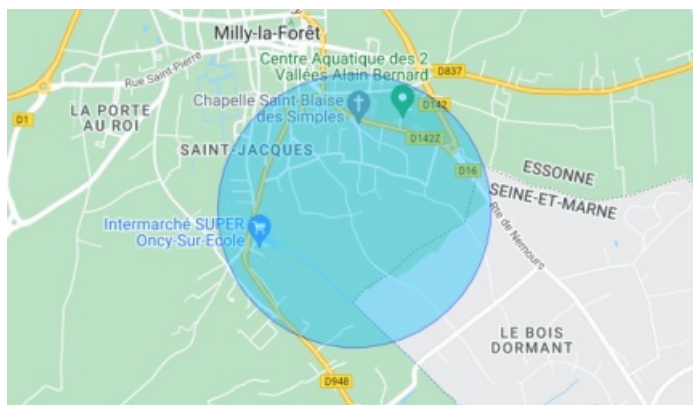 Milly-la-Forêt
Centre Aquatique des 2
Vallées Alain Bernard
D837
Rue Saint-Pierre
Chapelle Saint-Blaise
des Simples
D142
LA PORTE
AU ROI
D1
D142Z
SAINT-JACQUES
D16
ESSONNE
SEINE-ET-MARNE
Intermarché SUPER
Oncy-Sur-Ecole
Rte de Nemours
LE BOIS
DORMANT
D948